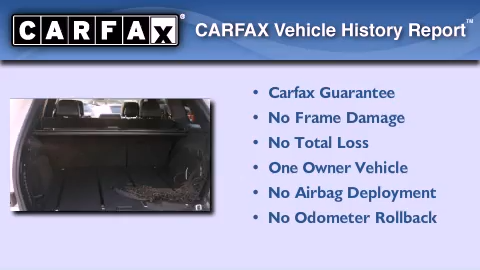 CARFAX® CARFAX Vehicle History Report™
• Carfax Guarantee
• No Frame Damage
• No Total Loss
• One Owner Vehicle
• No Airbag Deployment
• No Odometer Rollback